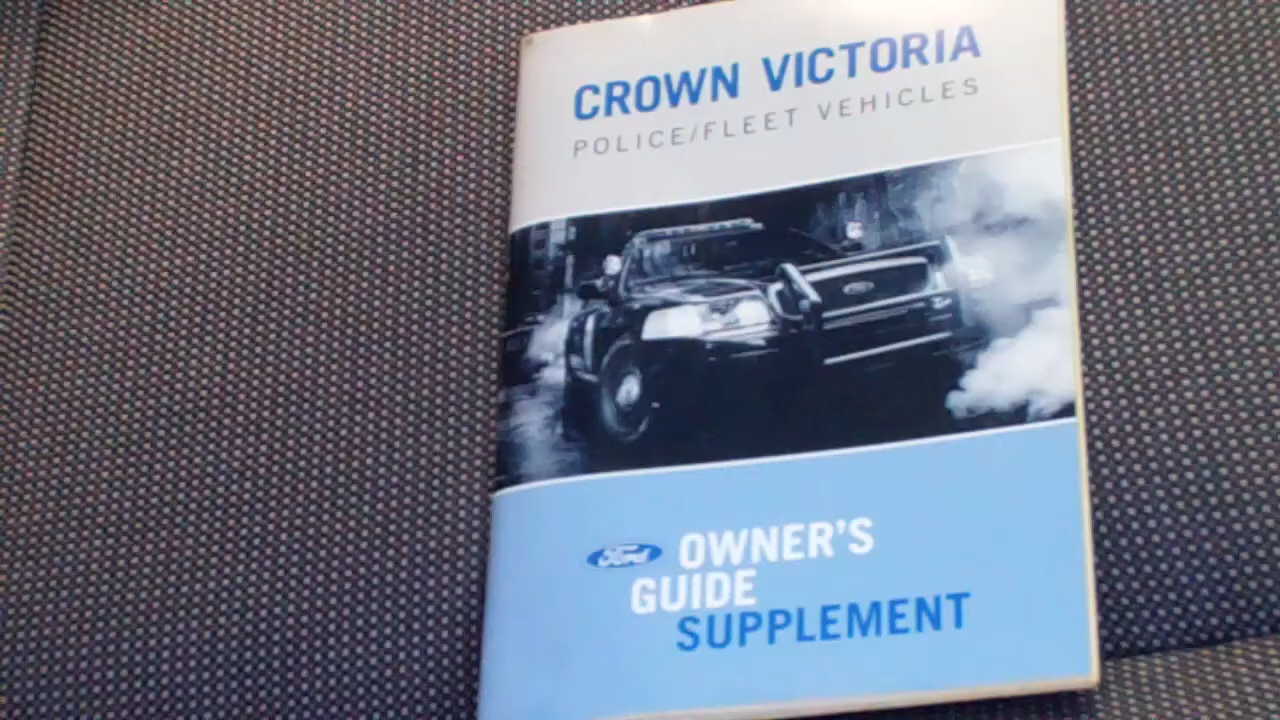 CROWN VICTORIA
POLICE/FLEET VEHICLES
Ford OWNER'S
GUIDE
SUPPLEMENT